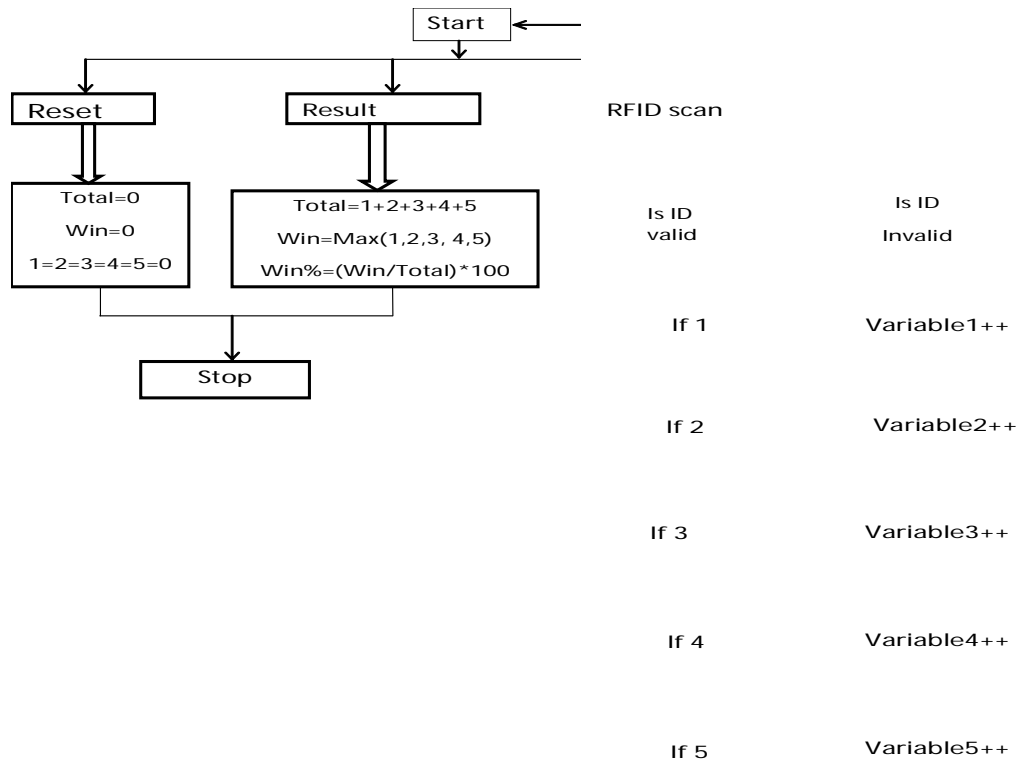 Start
Reset
Result
RFID scan
Total=0
Win=0
1=2=3=4=5=0
Total=1+2+3+4+5
Win=Max(1,2,3, 4,5)
Win%=(Win/Total)*100
Is ID
valid
Is ID
Invalid
If 1
Variable1++
Stop
If 2
Variable2++
If 3
Variable3++
If 4
Variable4++
If 5
Variable5++